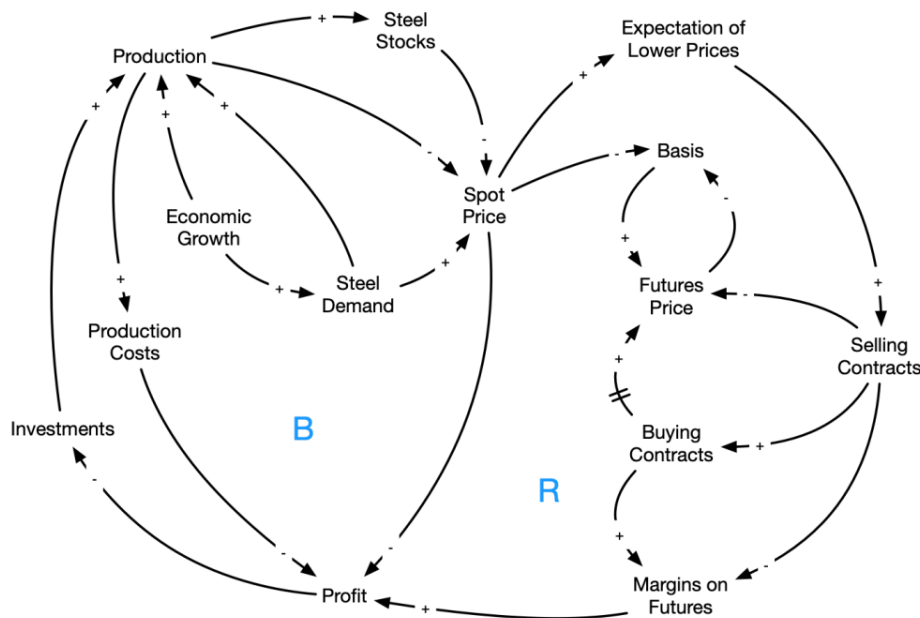 Steel
Stocks
Expectation of
Lower Prices
Production
+
+
-
+
+
+
-
-
Basis
Economic
Growth
Spot
Price
-
+
+
+
+
Steel
Demand
Futures
Price
-
+
+
Production
Costs
Selling
Contracts
+
Investments
B
Buying
Contracts
+
-
R
+
-
-
-
Profit
+
Margins on
Futures